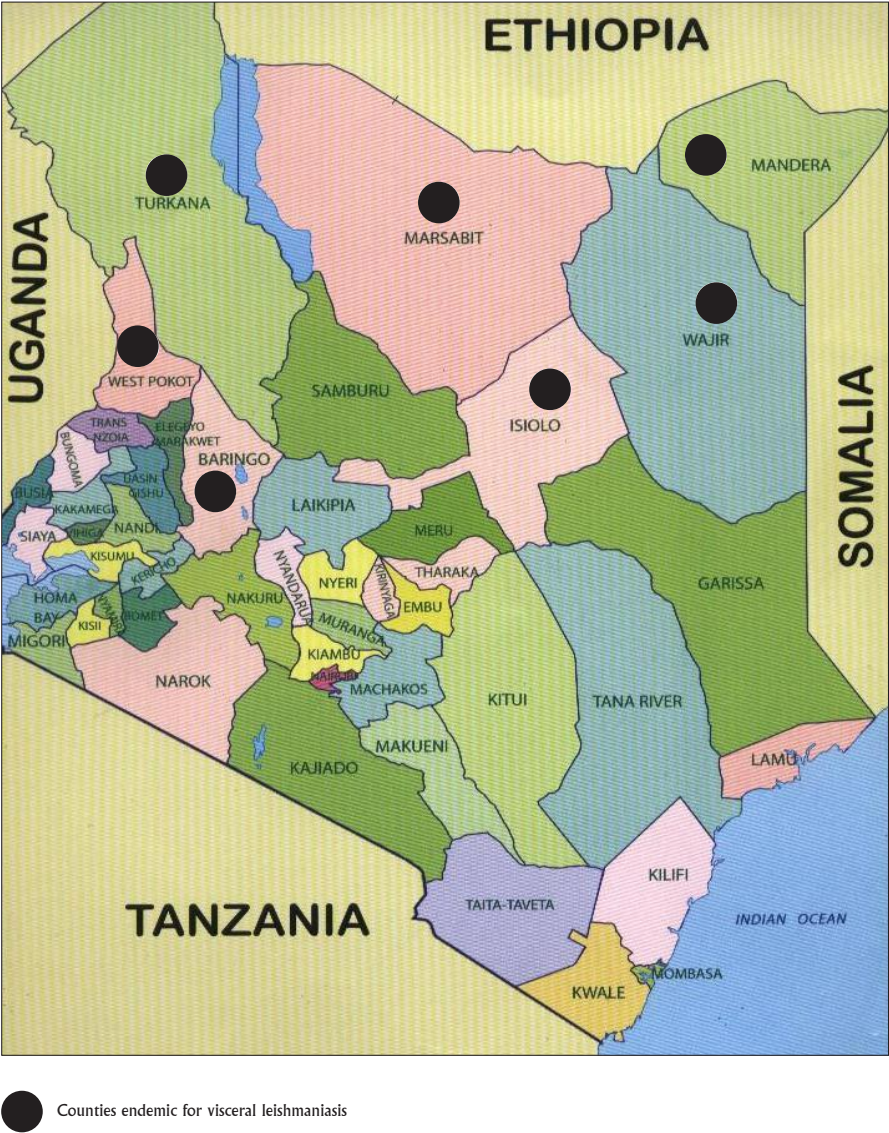 ETHIOPIA
MANDERA
TURKANA
MARSABIT
UGANDA
WAJIR
WEST POKOT
SAMBURU
ISIOLO
SOMALIA
TRANS
NZOIA
ELEGEYO
MARAKWET
BUNGOMA
BARINGO
UASIN
GISHU
BUSIA
LAIKIPIA
KAKAMEGA
NANDI
MERU
SIAYA
VIHIGA
KISUMU
KERICHO
NYANDARUA
NYERI
KIRINYAGA
THARAKA
GARISSA
HOMA
BAY
NYAMIRA
BOMET
NAKURU
EMBU
KISII
MURANGA
MIGORI
KIAMBU
NAIROBI
NAROK
MACHAKOS
KITUI
TANA RIVER
MAKUENI
KAJIADO
LAMU
KILIFI
TANZANIA
TAITA-TAVETA
INDIAN OCEAN
MOMBASA
KWALE
Counties endemic for visceral leishmaniasis